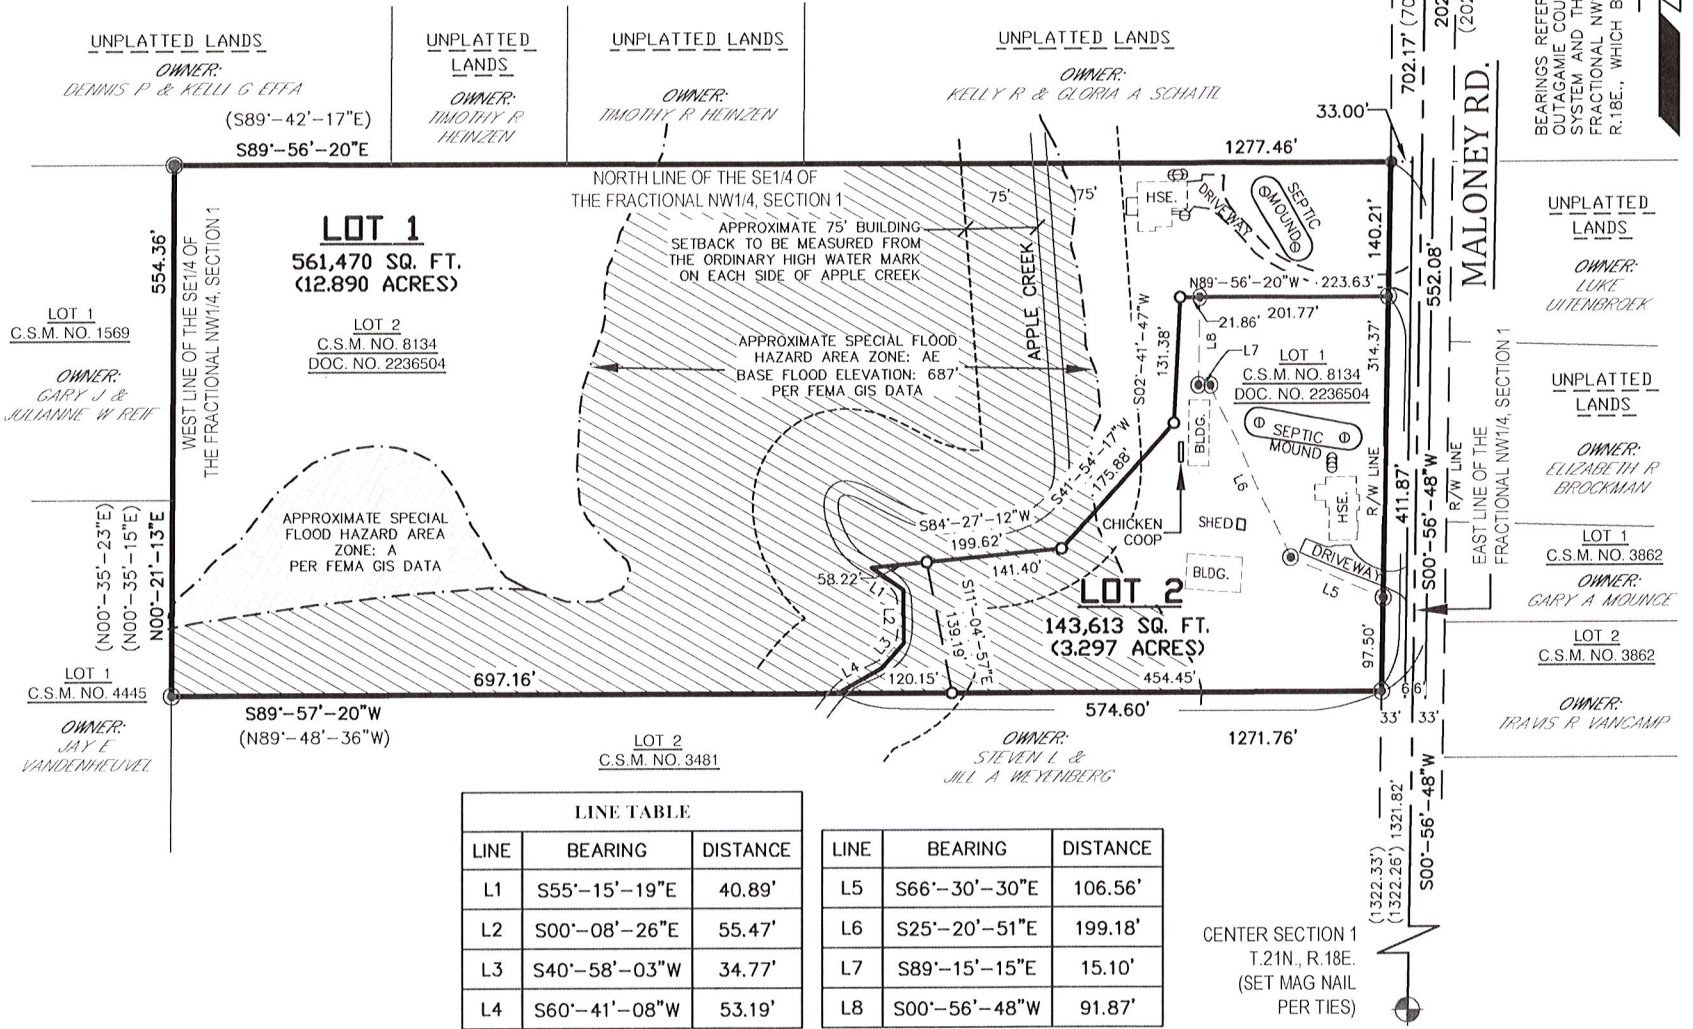 UNPLATTED LANDS
OWNER:
DENNIS P & KELLI G EFFA
(S89°-42'-17"E)
S89°-56'-20"E
UNPLATTED
LANDS
OWNER:
TIMOTHY R
HEINZEN
UNPLATTED LANDS
OWNER:
TIMOTHY R HEINZEN
UNPLATTED LANDS
OWNER:
KELLY R & GLORIA A SCHATTL
1277.46'
33.00'
702.17'
MALONEY RD.
BEARINGS REFER
OUTAGAMIE COU
SYSTEM AND TH
FRACTIONAL NW
R.18E., WHICH B
NORTH LINE OF THE SE1/4 OF
THE FRACTIONAL NW1/4, SECTION 1
LOT 1
561,470 SQ. FT.
(12.890 ACRES)
554.36'
WEST LINE OF THE SE1/4 OF
THE FRACTIONAL NW1/4, SECTION 1
LOT 2
C.S.M. NO. 8134
DOC. NO. 2236504
LOT 1
C.S.M. NO. 1569
OWNER:
GARY J &
JULIANNE W REIF
APPROXIMATE 75' BUILDING
SETBACK TO BE MEASURED FROM
THE ORDINARY HIGH WATER MARK
ON EACH SIDE OF APPLE CREEK
75'
75'
APPLE CREEK
HSE.
DRIVEWAY
SEPTIC
MOUND
140.21'
552.08'
N89°-56'-20"W
223.63'
201.77'
21.86'
L8
L7
131.38'
S02°-41'-47"W
314.37'
LOT 1
C.S.M. NO. 8134
DOC. NO. 2236504
APPROXIMATE SPECIAL FLOOD
HAZARD AREA ZONE: AE
BASE FLOOD ELEVATION: 687'
PER FEMA GIS DATA
UNPLATTED
LANDS
OWNER:
LUKE
UITENBROEK
UNPLATTED
LANDS
OWNER:
ELIZABETH R
BROCKMAN
BLDG.
SEPTIC
MOUND
L6
HSE.
R/W LINE
411.87'
S00°-56'-48"W
R/W LINE
EAST LINE OF THE
FRACTIONAL NW1/4, SECTION 1
S41°-54'-17"W
175.88'
S84°-27'-12"W
199.62'
141.40'
CHICKEN
COOP
SHED
BLDG.
DRIVEWAY
L5
(N00°-35'-23"E)
(N00°-35'-15"E)
N00°-21'-13"E
APPROXIMATE SPECIAL
FLOOD HAZARD AREA
ZONE: A
PER FEMA GIS DATA
58.22'
L1
L2
L3
L4
S11°-04'-57"E
139.19'
LOT 2
143,613 SQ. FT.
(3.297 ACRES)
97.50'
LOT 1
C.S.M. NO. 3862
OWNER:
GARY A MOUNCE
LOT 2
C.S.M. NO. 3862
OWNER:
TRAVIS R VANCAMP
LOT 1
C.S.M. NO. 4445
OWNER:
JAY E
VANDENHEUVEL
697.16'
120.15'
454.45'
66'
33'
33'
S89°-57'-20"W
(N89°-48'-36"W)
574.60'
1271.76'
LOT 2
C.S.M. NO. 3481
OWNER:
STEVEN L &
JILL A WEYENBERG
(1322.33')
(1322.26') 1321.82'
S00°-56'-48"W
LINE TABLE
LINE BEARING DISTANCE
L1 S55°-15'-19"E 40.89'
L2 S00°-08'-26"E 55.47'
L3 S40°-58'-03"W 34.77'
L4 S60°-41'-08"W 53.19'
LINE BEARING DISTANCE
L5 S66°-30'-30"E 106.56'
L6 S25°-20'-51"E 199.18'
L7 S89°-15'-15"E 15.10'
L8 S00°-56'-48"W 91.87'
CENTER SECTION 1
T.21N., R.18E.
(SET MAG NAIL
PER TIES)